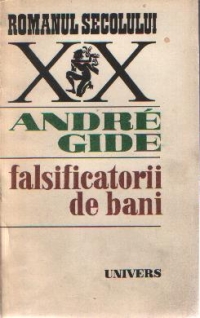 ROMANUL SECOLULUI
XX
ANDRÉ
GIDE
falsificatorii
de bani
UNIVERS